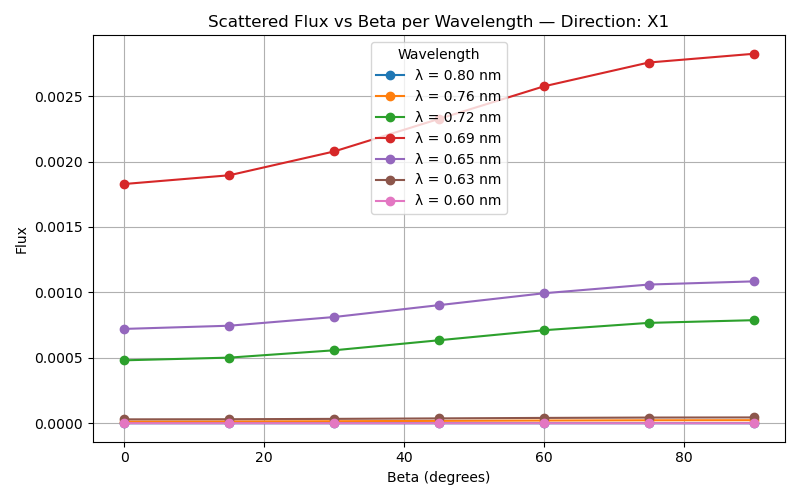 Scattered Flux vs Beta per Wavelength — Direction: X1
Wavelength
λ = 0.80 nm
λ = 0.76 nm
λ = 0.72 nm
λ = 0.69 nm
λ = 0.65 nm
λ = 0.63 nm
λ = 0.60 nm
Flux
0.0025
0.0020
0.0015
0.0010
0.0005
0.0000
0 20 40 60 80
Beta (degrees)